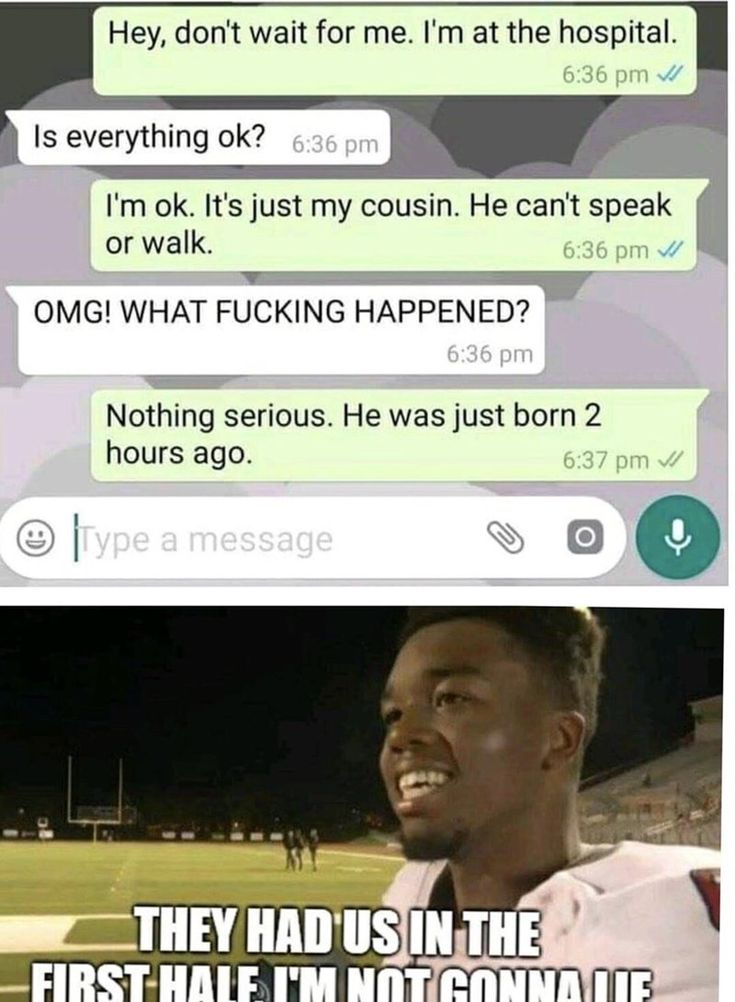 Hey, don't wait for me. I'm at the hospital.
6:36 pm
Is everything ok? 6:36 pm
I'm ok. It's just my cousin. He can't speak
or walk. 6:36 pm
OMG! WHAT FUCKING HAPPENED?
6:36 pm
Nothing serious. He was just born 2
hours ago. 6:37 pm
Type a message
THEY HAD US IN THE
FIRST HALF I'M NOT GONNA LIE